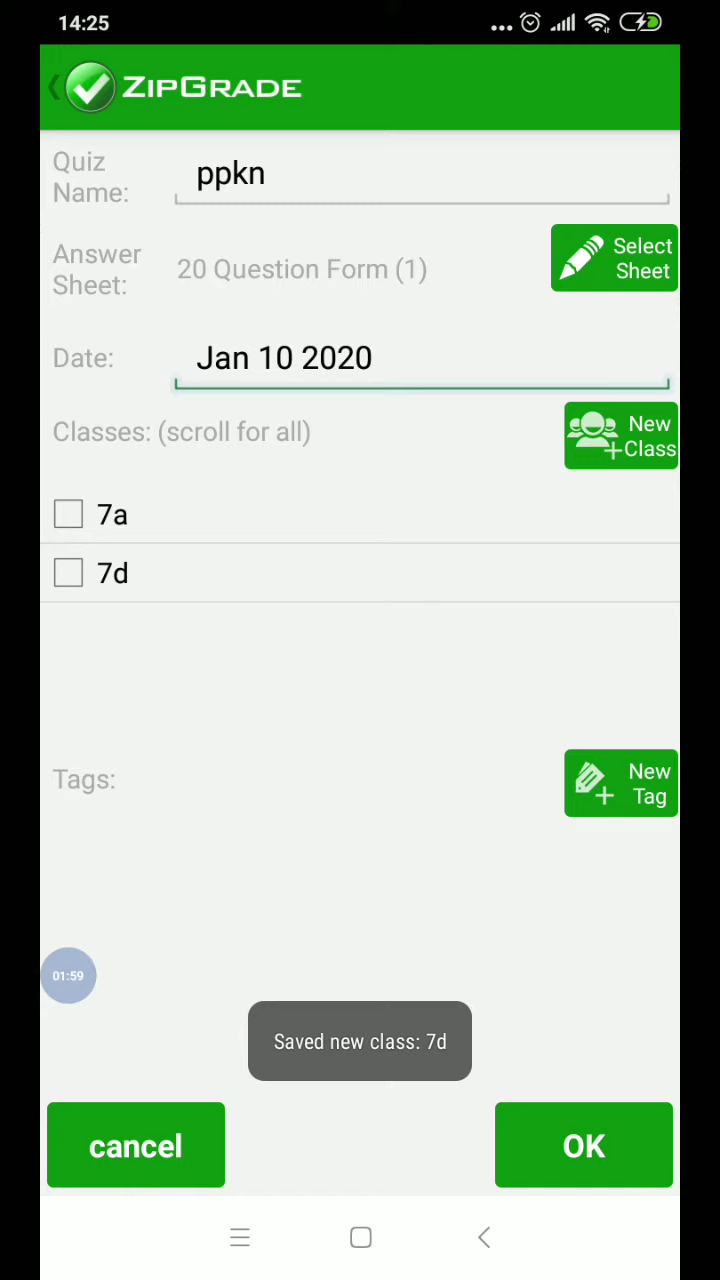 14:25
ZIPGRADE
Quiz
Name:
ppkn
Answer
Sheet:
20 Question Form (1)
Select
Sheet
Date:
Jan 10 2020
Classes: (scroll for all)
New
Class
7a
7d
Tags:
New
Tag
01:59
Saved new class: 7d
cancel
OK